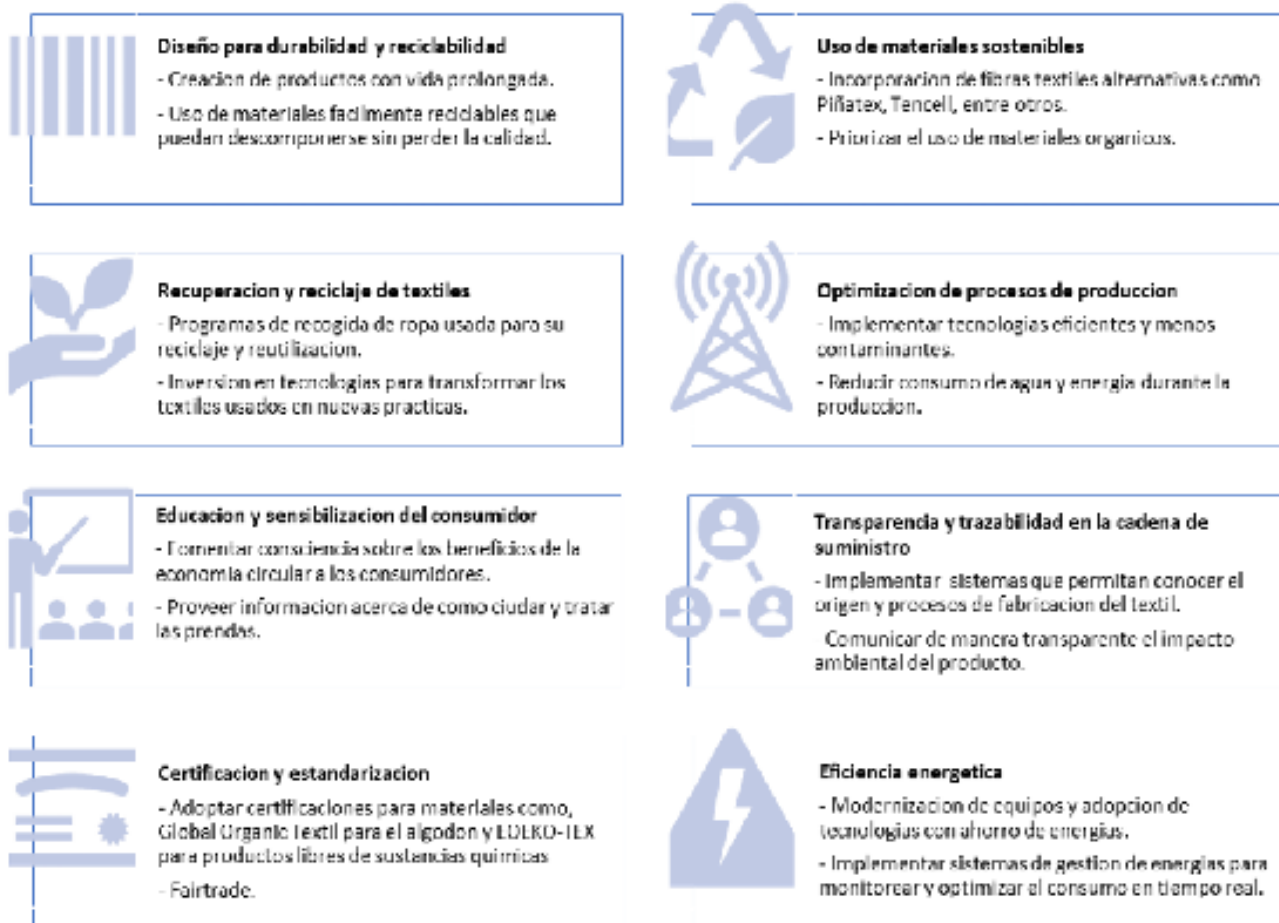 Diseño para durabilidad y reciclabilidad
- Creacion de productos con vida prolongada.
- Uso de materiales facilmente reciclables que
puedan descomponerse sin perder la calidad.
Uso de materiales sostenibles
- Incorporacion de fibras textiles alternativas como
Piñatex, Tencell, entre otros.
- Priorizar el uso de materiales organicos.
Recuperacion y reciclaje de textiles
- Programas de recogida de ropa usada para su
reciclaje y reutilizacion.
- Inversion en tecnologias para transformar los
textiles usados en nuevas practicas.
Optimizacion de procesos de produccion
- Implementar tecnologias eficientes y menos
contaminantes.
- Reducir consumo de agua y energia durante la
produccion.
Educacion y sensibilizacion del consumidor
- Fomentar consciencia sobre los beneficios de la
economia circular a los consumidores.
- Proveer informacion acerca de como ciudar y tratar
las prendas.
Transparencia y trazabilidad en la cadena de
suministro
- Implementar sistemas que permitan conocer el
origen y procesos de fabricacion del textil.
- Comunicar de manera transparente el impacto
ambiental del producto.
Certificacion y estandarizacion
- Adoptar certificaciones para materiales como,
Global Organic Textil para el algodon y
para productos libres de sustancias quimicas
- Fairtrade.
Eficiencia energetica
- Modernizacion de equipos y adopcion de
tecnologias con ahorro de energias.
- Implementar sistemas de gestion de energias para
monitorear y optimizar el consumo en tiempo real.